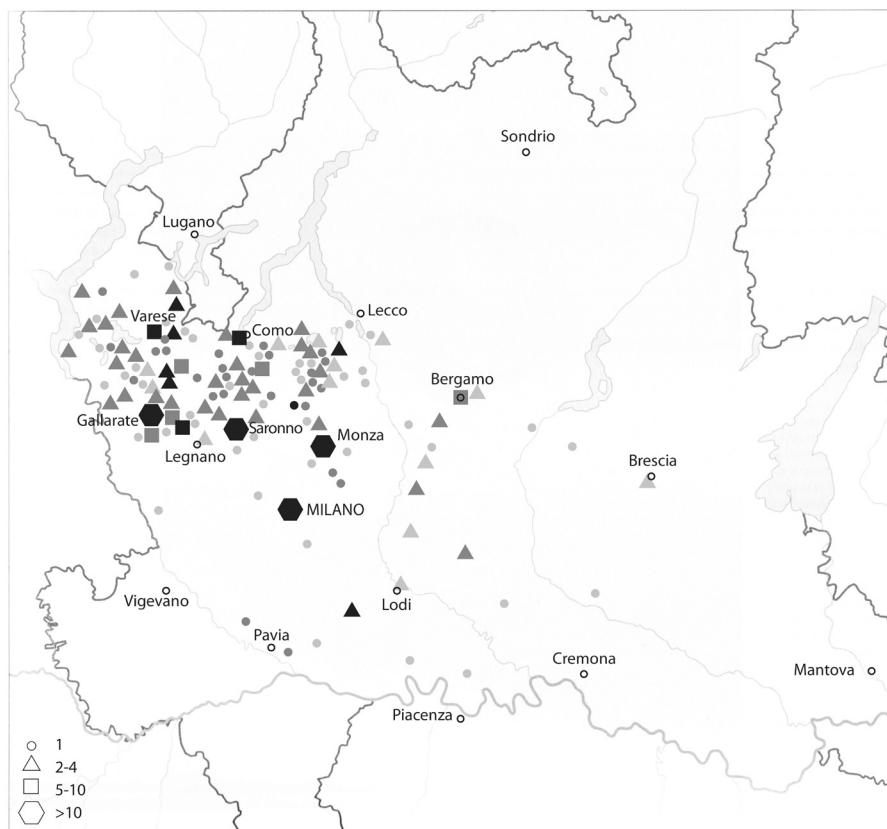 Sondrio
Lugano
Lecco
Varese
Como
Bergamo
Gallarate
Saronno
Monza
Legnano
Brescia
MILANO
Vigevano
Lodi
Pavia
Cremona
Mantova
Piacenza
1
2-4
5-10
>10